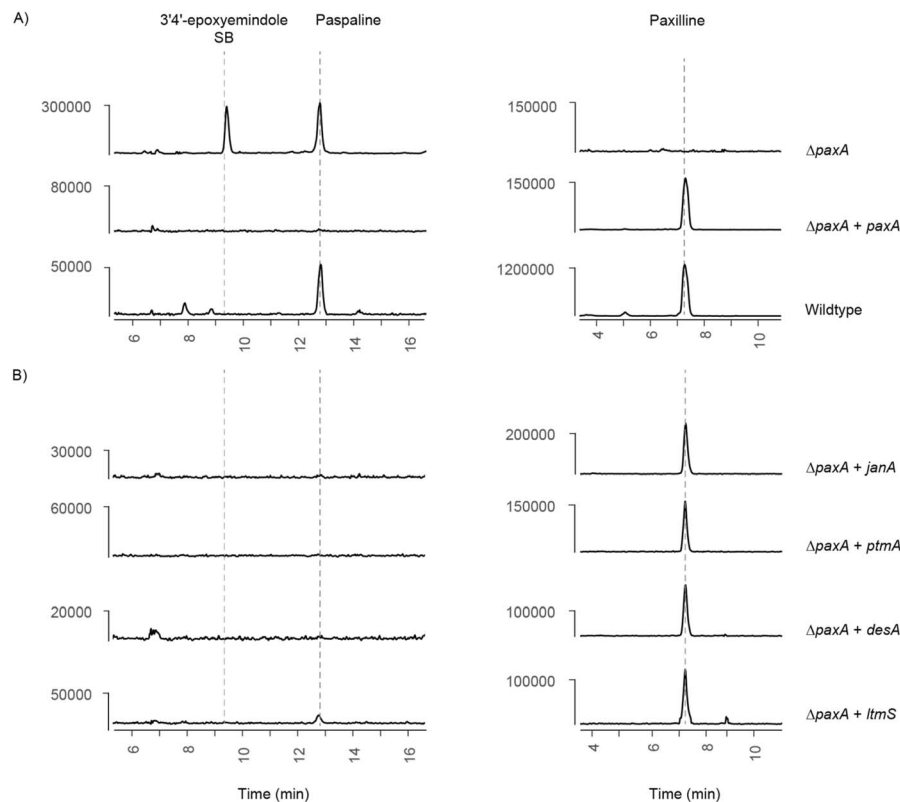 A)
3'4'-epoxyemindole
SB
Paspaline
Paxilline
300000
150000
ΔpaxA
80000
150000
ΔpaxA + paxA
50000
1200000
Wildtype
6 8 10 12 14 16
4 6 8 10
B)
30000
200000
ΔpaxA + janA
60000
150000
ΔpaxA + ptmA
20000
100000
ΔpaxA + desA
50000
100000
ΔpaxA + ltmS
6 8 10 12 14 16
4 6 8 10
Time (min)
Time (min)